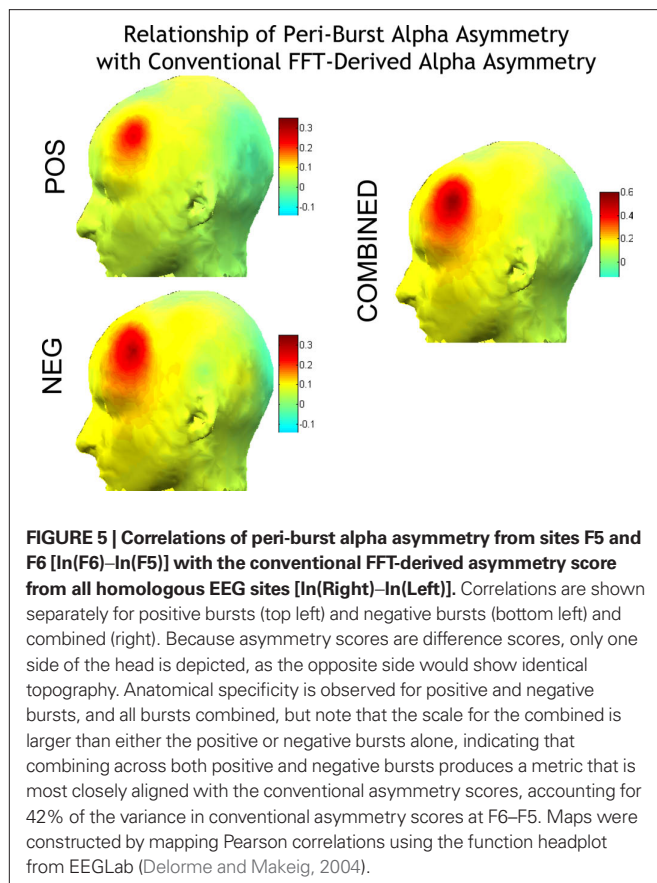 Relationship of Peri-Burst Alpha Asymmetry
with Conventional FFT-Derived Alpha Asymmetry
POS
0.3
0.2
0.1
0
-0.1
COMBINED
0.6
0.4
0.2
0
NEG
0.3
0.2
0.1
0
-0.1
FIGURE 5 | Correlations of peri-burst alpha asymmetry from sites F5 and
F6 [ln(F6)–ln(F5)] with the conventional FFT-derived asymmetry score
from all homologous EEG sites [ln(Right)–ln(Left)]. Correlations are shown
separately for positive bursts (top left) and negative bursts (bottom left) and
combined (right). Because asymmetry scores are difference scores, only one
side of the head is depicted, as the opposite side would show identical
topography. Anatomical specificity is observed for positive and negative
bursts, and all bursts combined, but note that the scale for the combined is
larger than either the positive or negative bursts alone, indicating that
combining across both positive and negative bursts produces a metric that is
most closely aligned with the conventional asymmetry scores, accounting for
42% of the variance in conventional asymmetry scores at F6–F5. Maps were
constructed by mapping Pearson correlations using the function headplot
from EEGLab (Delorme and Makeig, 2004).